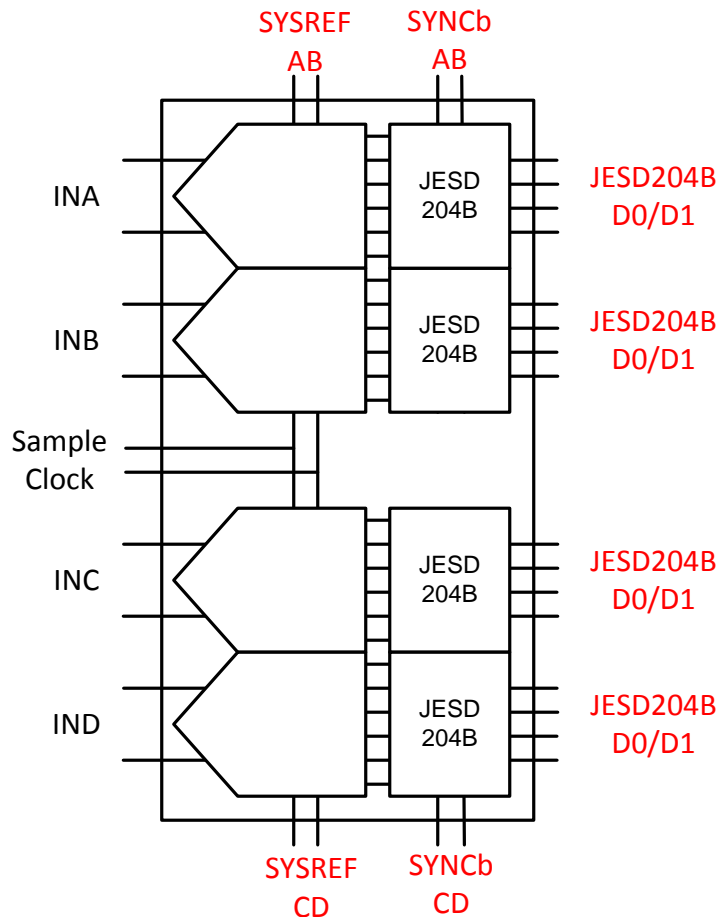 SYSREF
AB
SYNCb
AB
INA
JESD
204B
JESD204B
D0/D1
INB
JESD
204B
JESD204B
D0/D1
Sample
Clock
INC
JESD
204B
JESD204B
D0/D1
IND
JESD
204B
JESD204B
D0/D1
SYSREF
CD
SYNCb
CD